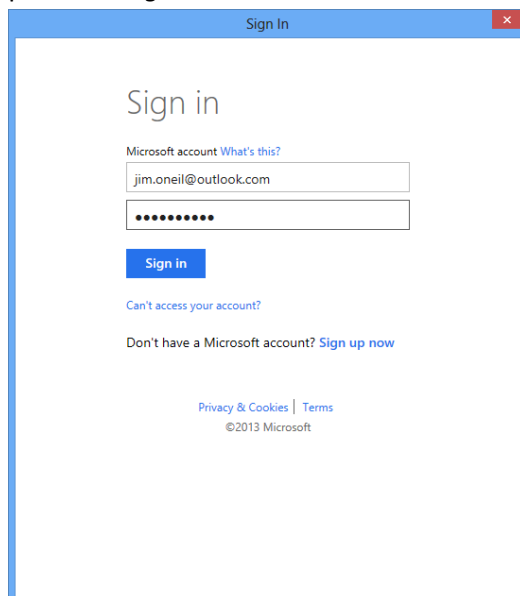 Sign In
Sign in
Microsoft account What's this?
jim.oneil@outlook.com
●●●●●●●●●●
Sign in
Can't access your account?
Don't have a Microsoft account? Sign up now
Privacy & Cookies | Terms
©2013 Microsoft